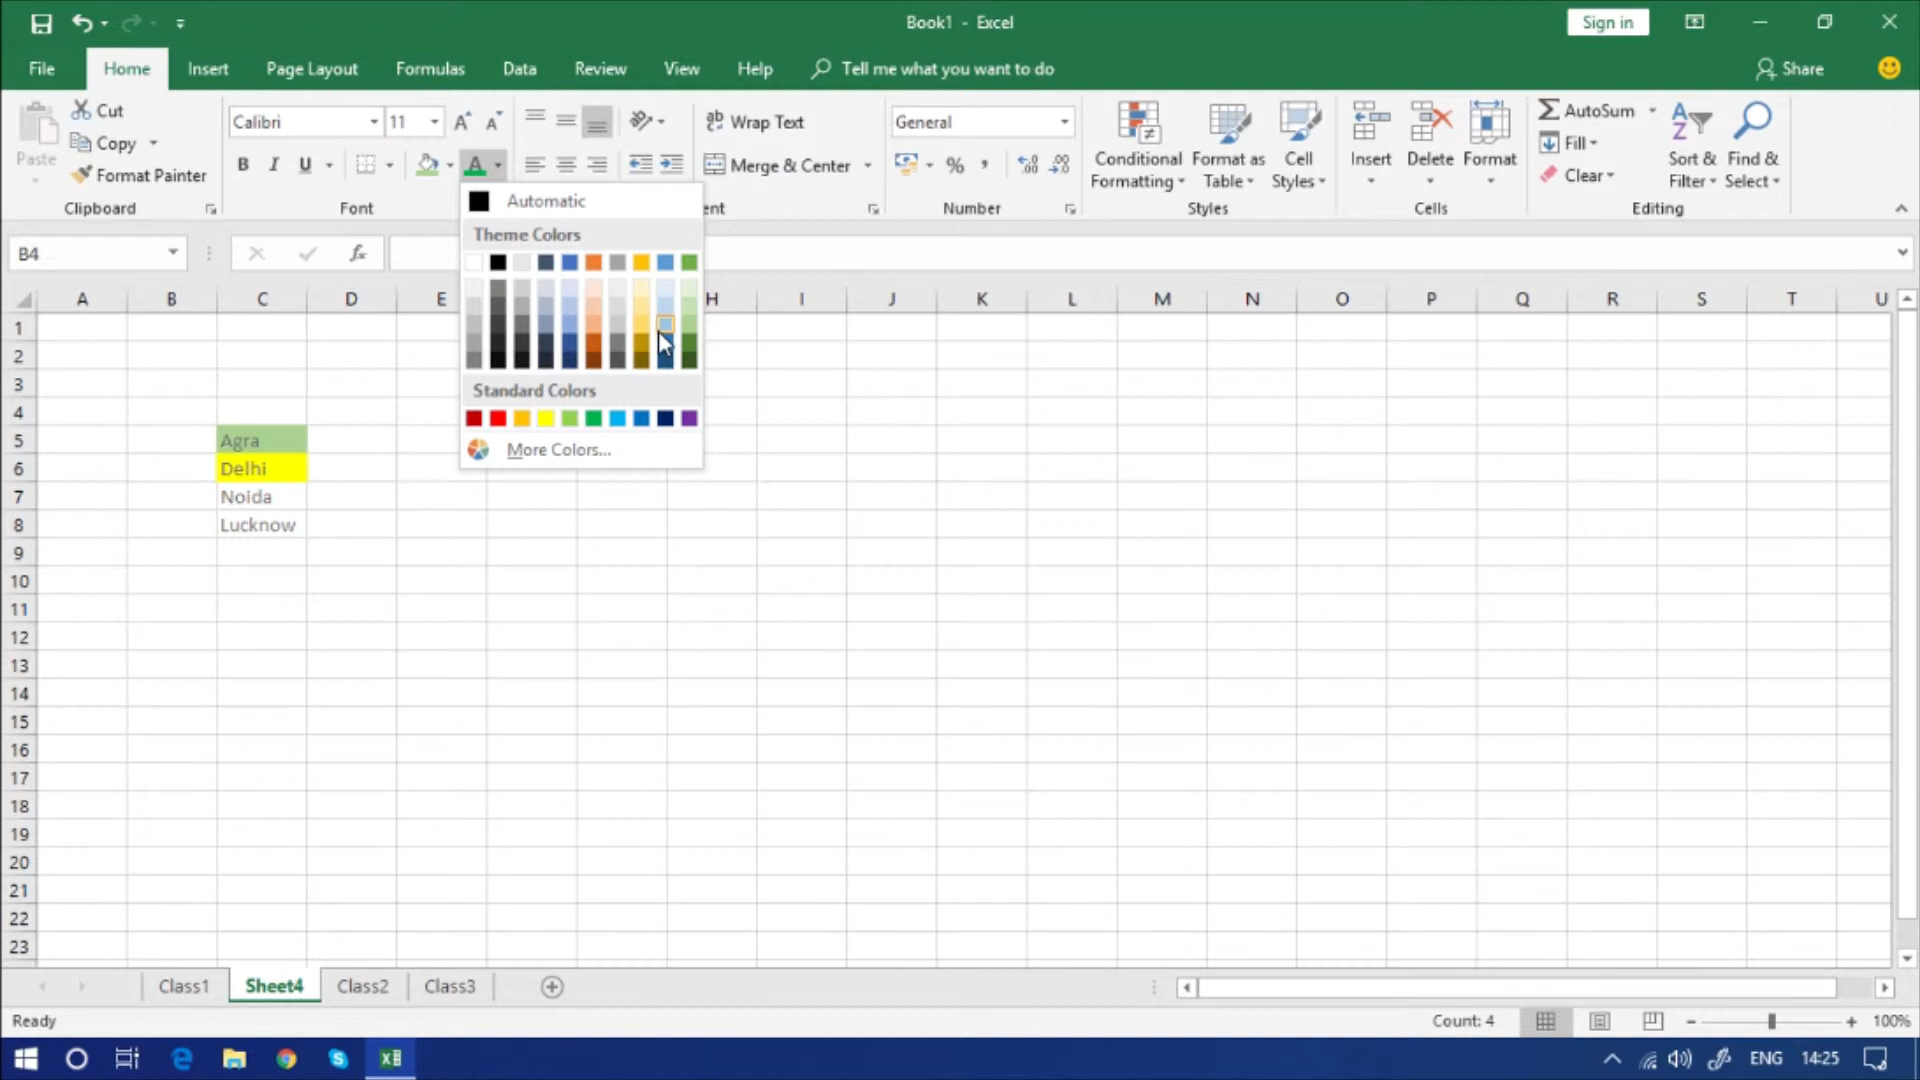 Book1 - Excel
Sign in
File Home Insert Page Layout Formulas Data Review View Help Tell me what you want to do Share
Paste
Cut
Copy
Format Painter
Clipboard
Calibri 11
B I U
A
Font
Wrap Text
Merge & Center
nt
General
%
Number
Conditional Formatting
Format as Table
Cell Styles
Styles
Insert Delete Format
Cells
AutoSum
Fill
Clear
Sort & Filter
Find & Select
Editing
Automatic
Theme Colors
Standard Colors
More Colors...
B4
fx
A B C D E H I J K L M N O P Q R S T U
1
2
3
4
5 Agra
6 Delhi
7 Noida
8 Lucknow
9
10
11
12
13
14
15
16
17
18
19
20
21
22
23
Class1 Sheet4 Class2 Class3
Ready
Count: 4
100%
ENG 14:25